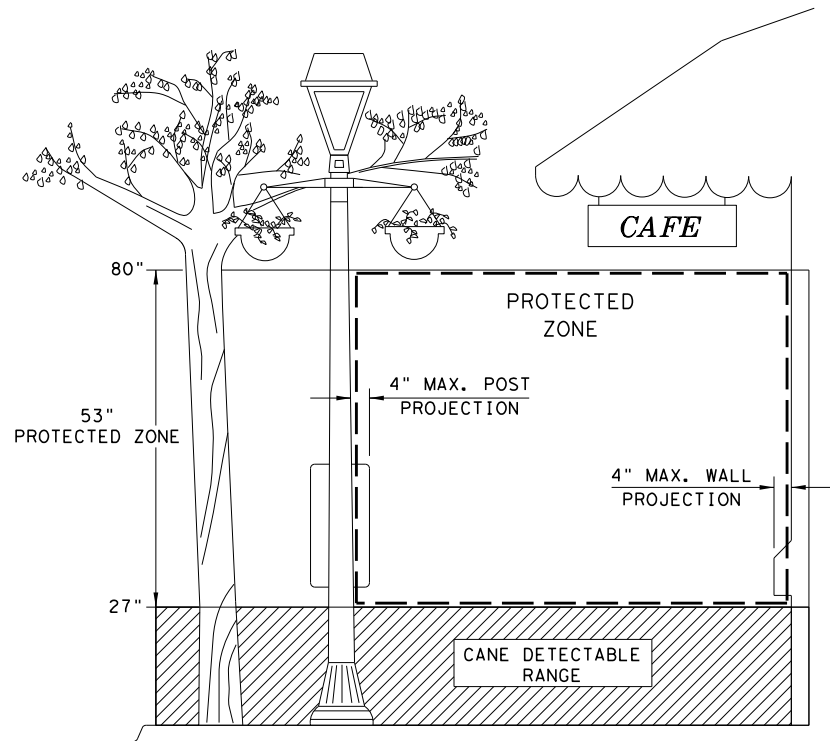 CAFE
80"
PROTECTED
ZONE
4" MAX. POST
PROJECTION
53"
PROTECTED ZONE
4" MAX. WALL
PROJECTION
27"
CANE DETECTABLE
RANGE